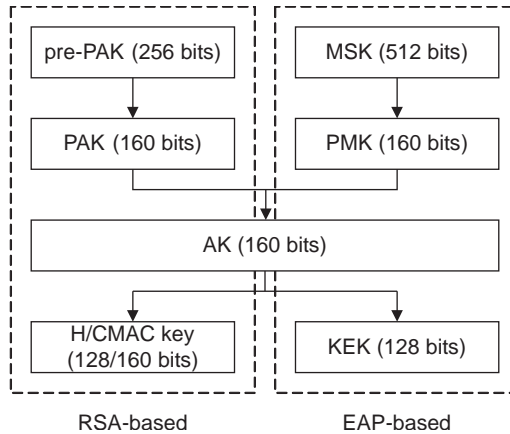 pre-PAK (256 bits)
MSK (512 bits)
PAK (160 bits)
PMK (160 bits)
AK (160 bits)
H/CMAC key
(128/160 bits)
KEK (128 bits)
RSA-based
EAP-based